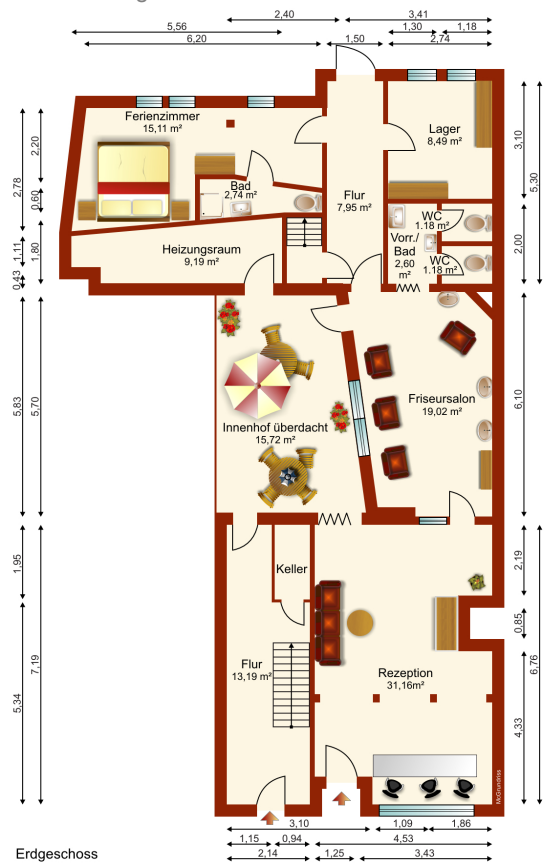 2,40
3,41
5,56
1,30
1,18
6,20
1,50
2,74
Ferienzimmer
15,11 m²
Lager
8,49 m²
Bad
2,74 m²
Flur
7,95 m²
WC
1.18 m²
Vorr./
Bad
2,60
m²
WC
1.18 m²
Heizungsraum
9,19 m²
2,20
2,78
0,60
1,11
1,80
0,43
3,10
5,30
2,00
Friseursalon
19,02 m²
Innenhof überdacht
15,72 m²
5,83
5,70
6,10
Keller
1,95
2,19
0,85
6,76
Flur
13,19 m²
Rezeption
31,16m²
5,34
7,19
4,33
McGrundriss
3,10
1,09
1,86
1,15
0,94
4,53
2,14
1,25
3,43
Erdgeschoss